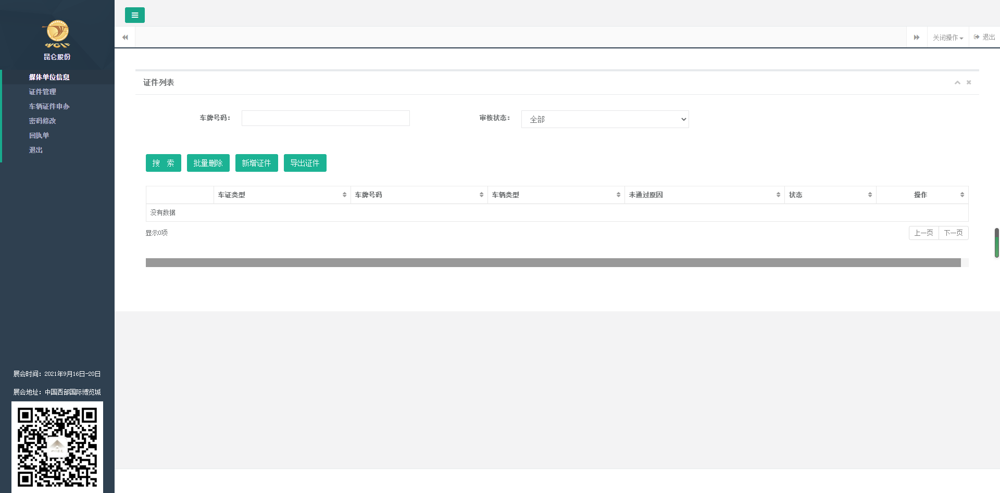 昆仑股份
媒体单位信息
证件管理
车辆证件申办
密码修改
回执单
退出
展会时间：2021年9月16日-20日
展会地址：中国西部国际博览城
关闭操作
退出
证件列表
车牌号码：
审核状态：
全部
搜 索
批量删除
新增证件
导出证件
车证类型
车牌号码
车辆类型
未通过原因
状态
操作
没有数据
显示0项
上一页
下一页